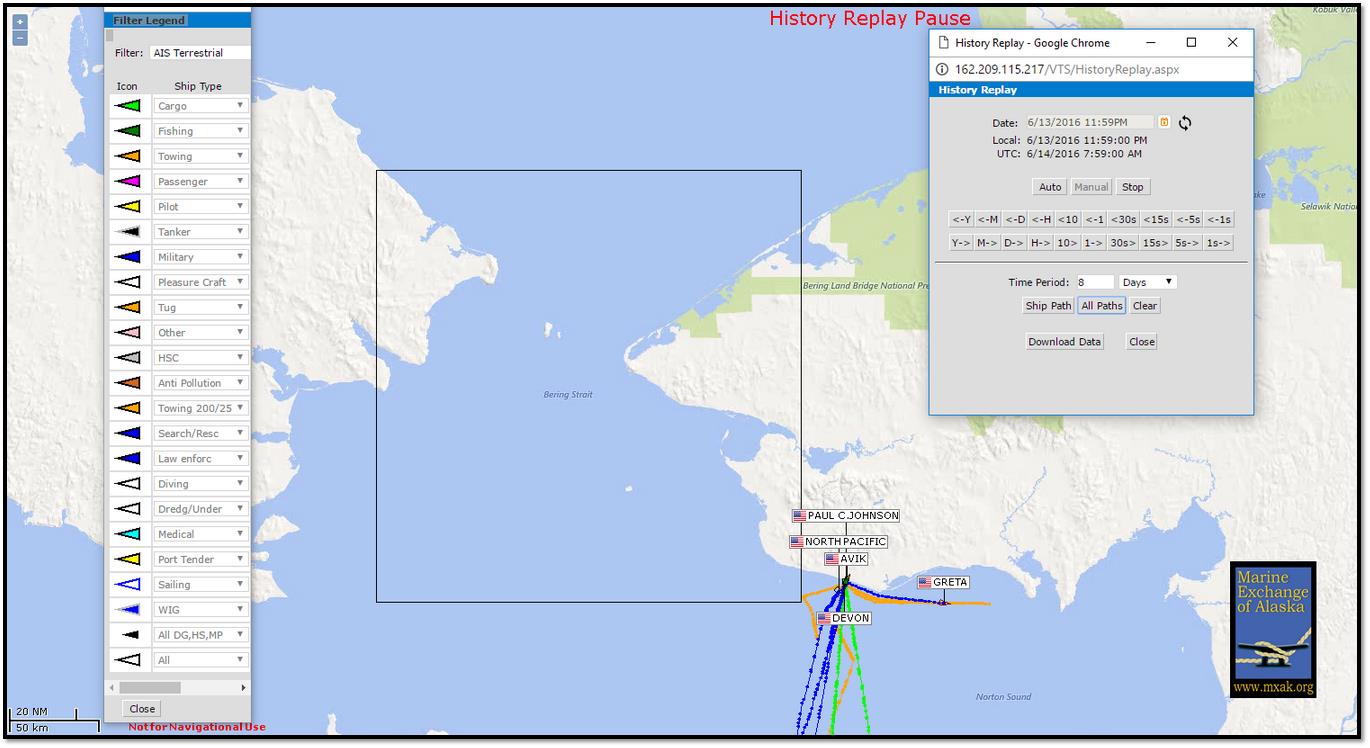 +
−
Filter Legend
Filter: AIS Terrestrial
Icon Ship Type
Cargo
Fishing
Towing
Passenger
Pilot
Tanker
Military
Pleasure Craft
Tug
Other
HSC
Anti Pollution
Towing 200/25
Search/Resc
Law enforc
Diving
Dredg/Under
Medical
Port Tender
Sailing
WIG
All DG,HS,MP
All
Close
20 NM
50 km
Not for Navigational Use
History Replay Pause
Kobuk Valle
History Replay - Google Chrome
162.209.115.217/VTS/HistoryReplay.aspx
History Replay
Date: 6/13/2016 11:59PM
Local: 6/13/2016 11:59:00 PM
UTC: 6/14/2016 7:59:00 AM
Auto Manual Stop
<-Y <-M <-D <-H <10 <-1 <30s <15s <-5s <-1s
Y-> M-> D-> H-> 10> 1-> 30s> 15s> 5s-> 1s->
Time Period: 8 Days
Ship Path All Paths Clear
Download Data Close
ke
Selawik Natio
Bering Land Bridge National Pre
Bering Strait
PAUL C.JOHNSON
NORTH PACIFIC
AVIK
GRETA
DEVON
Norton Sound
Marine
Exchange
of Alaska
www.mxak.org